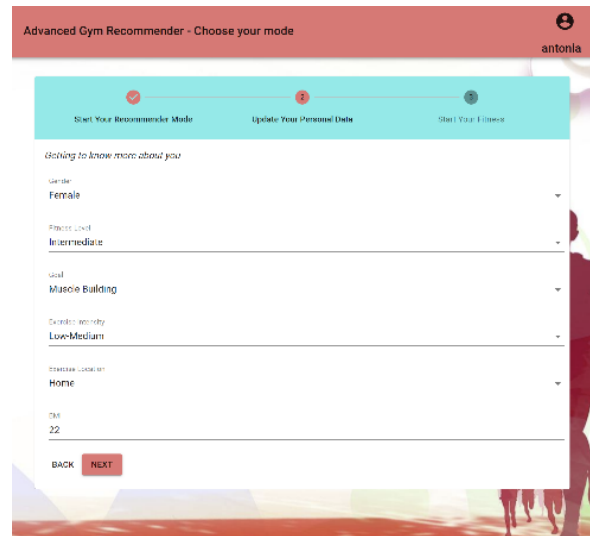 Advanced Gym Recommender - Choose your mode
antonia
2
3
Start Your Recommender Mode
Update Your Personal Data
Start Your Fitness
Getting to know more about you
Gender
Female
Fitness Level
Intermediate
Goal
Muscle Building
Exercise Intensity
Low-Medium
Exercise Location
Home
BMI
22
BACK
NEXT